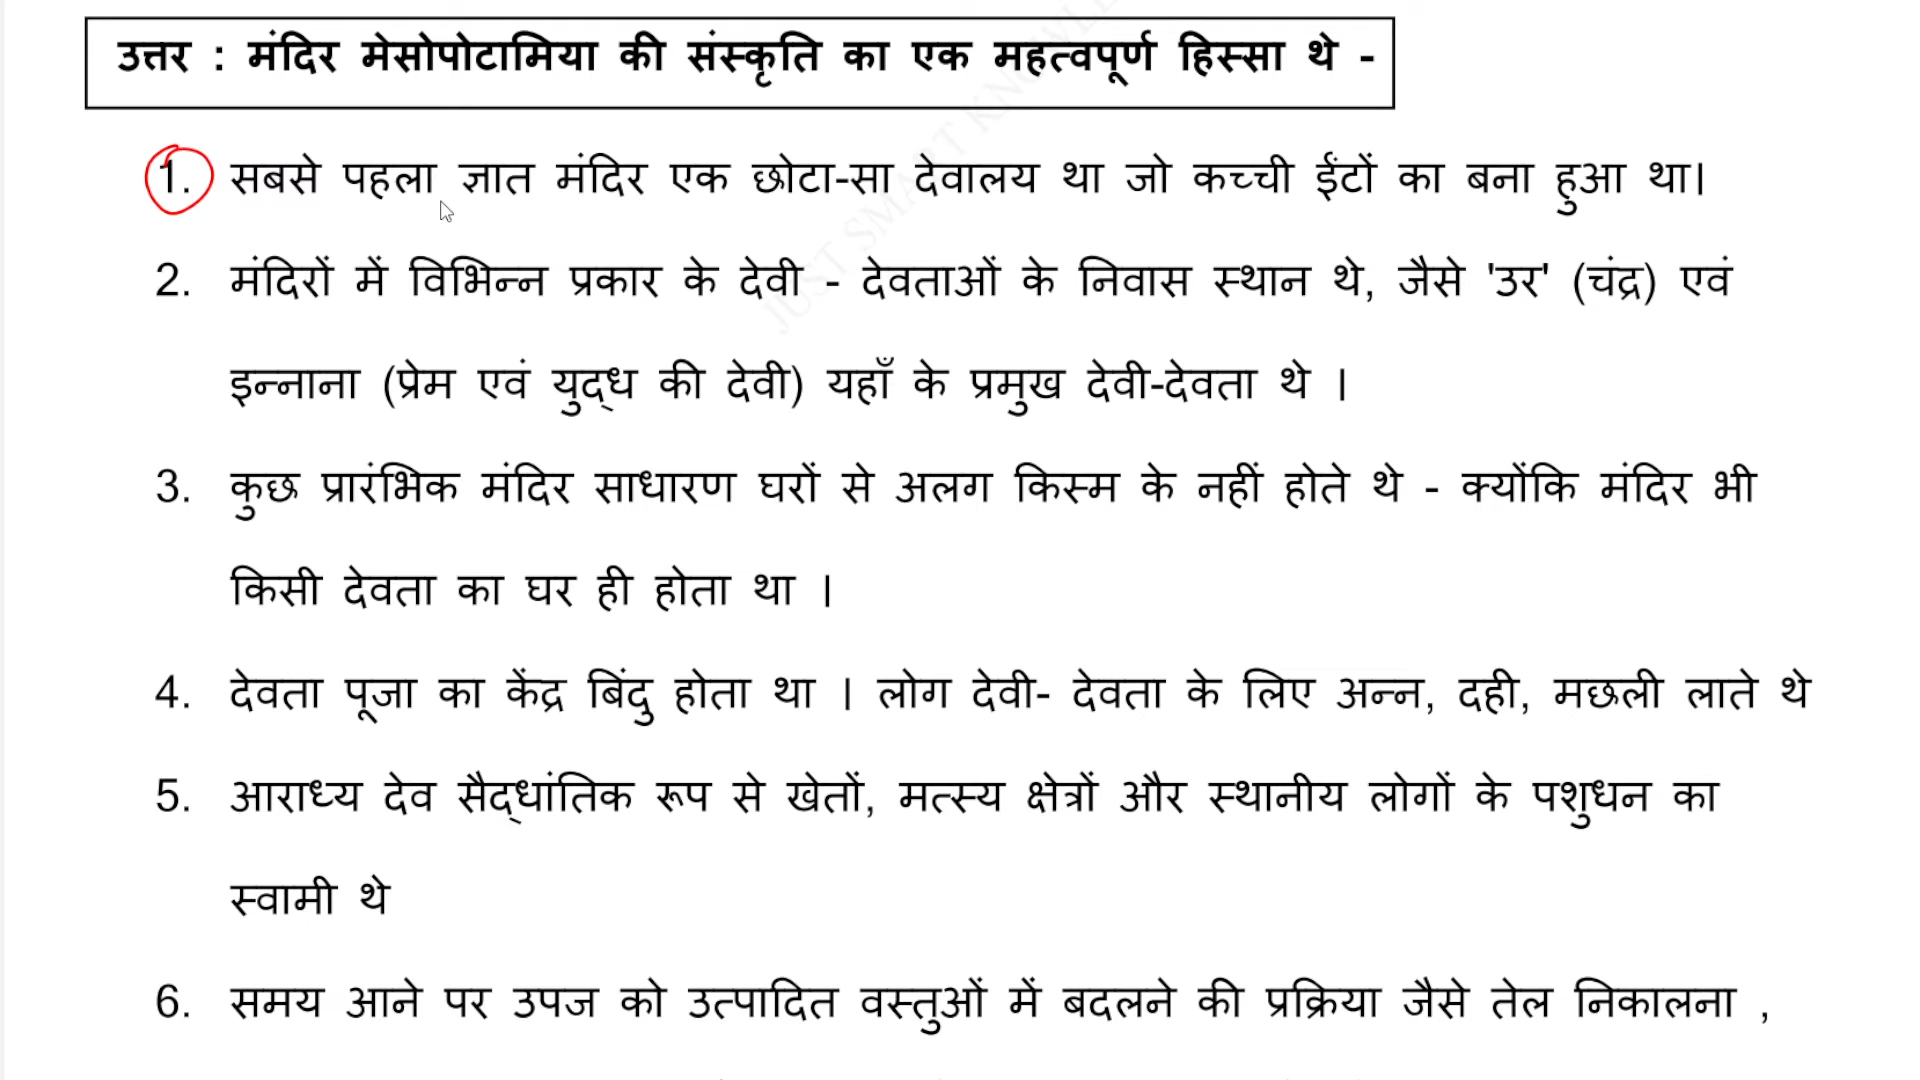 उत्तर : मंदिर मेसोपोटामिया की संस्कृति का एक महत्वपूर्ण हिस्सा थे -
1. सबसे पहला ज्ञात मंदिर एक छोटा-सा देवालय था जो कच्ची ईंटों का बना हुआ था।
2. मंदिरों में विभिन्न प्रकार के देवी - देवताओं के निवास स्थान थे, जैसे 'उर' (चंद्र) एवं
इन्नाना (प्रेम एवं युद्ध की देवी) यहाँ के प्रमुख देवी-देवता थे ।
3. कुछ प्रारंभिक मंदिर साधारण घरों से अलग किस्म के नहीं होते थे - क्योंकि मंदिर भी
किसी देवता का घर ही होता था ।
4. देवता पूजा का केंद्र बिंदु होता था । लोग देवी- देवता के लिए अन्न, दही, मछली लाते थे
5. आराध्य देव सैद्धांतिक रूप से खेतों, मत्स्य क्षेत्रों और स्थानीय लोगों के पशुधन का
स्वामी थे
6. समय आने पर उपज को उत्पादित वस्तुओं में बदलने की प्रक्रिया जैसे तेल निकालना ,
JUST SMART